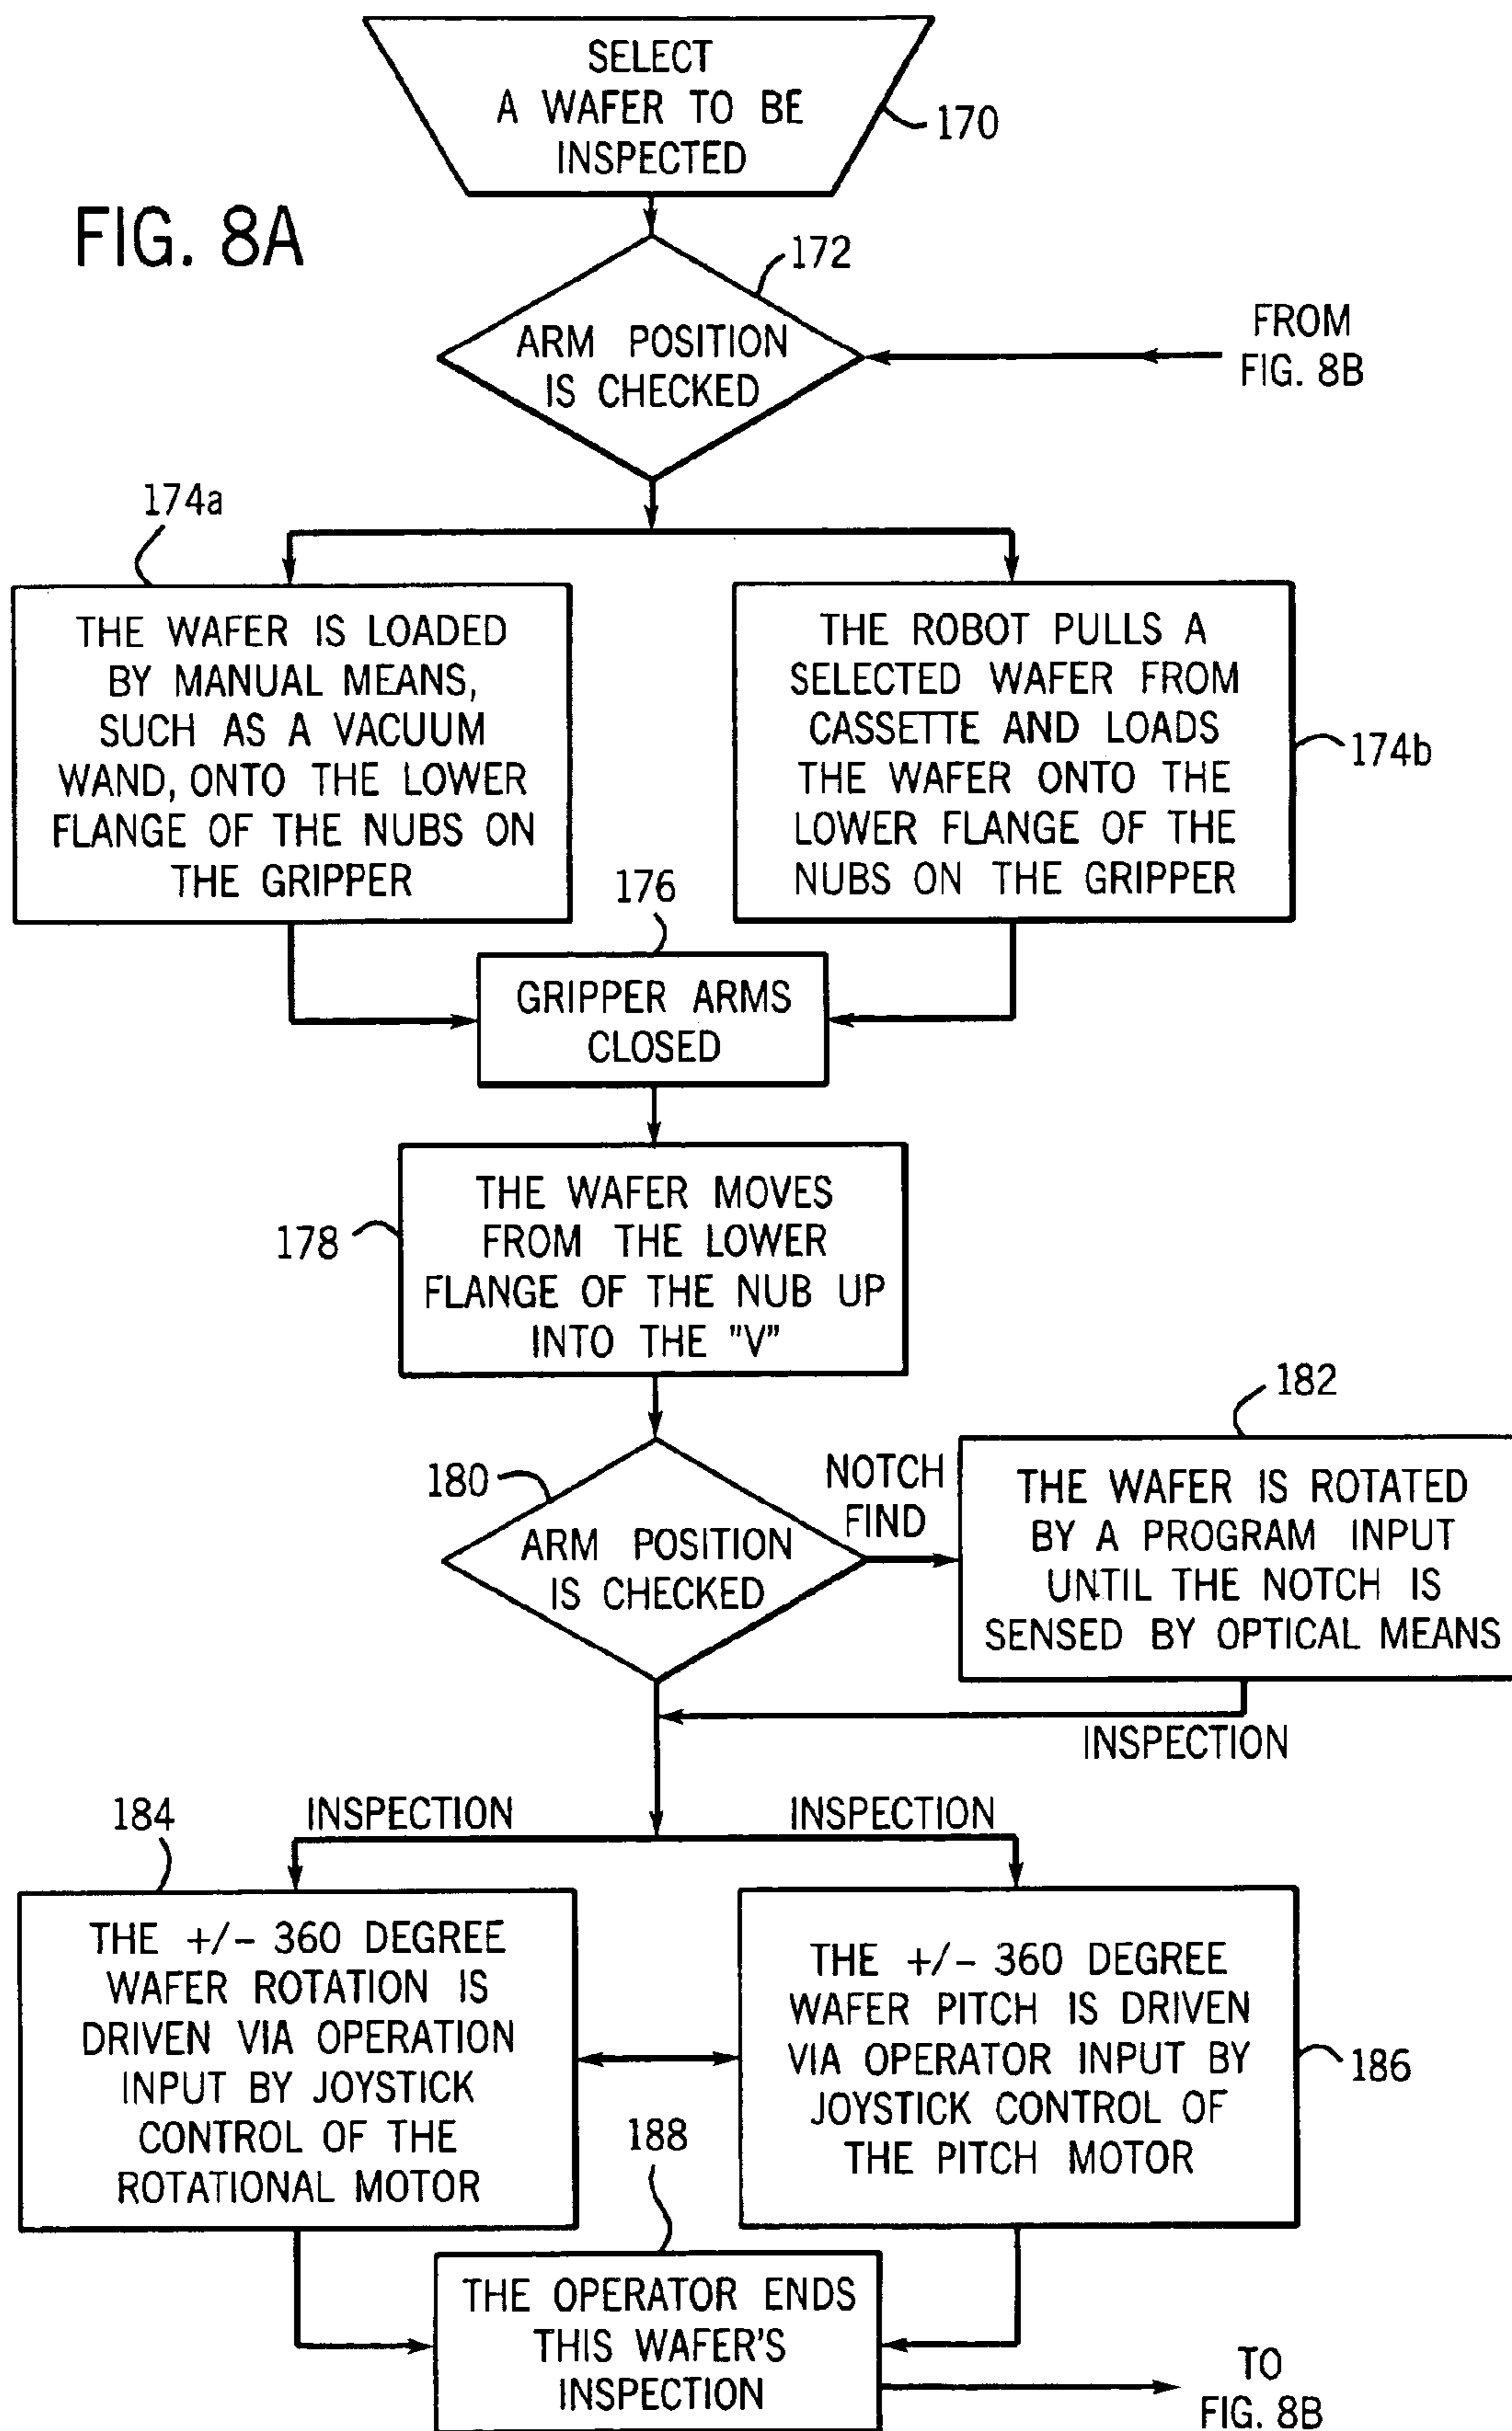 SELECT
A WAFER TO BE
INSPECTED
170
FIG. 8A
172
ARM POSITION
IS CHECKED
FROM
FIG. 8B
174a
THE WAFER IS LOADED
BY MANUAL MEANS,
SUCH AS A VACUUM
WAND, ONTO THE LOWER
FLANGE OF THE NUBS ON
THE GRIPPER
THE ROBOT PULLS A
SELECTED WAFER FROM
CASSETTE AND LOADS
THE WAFER ONTO THE
LOWER FLANGE OF THE
NUBS ON THE GRIPPER
174b
176
GRIPPER ARMS
CLOSED
THE WAFER MOVES
FROM THE LOWER
FLANGE OF THE NUB UP
INTO THE "V"
178
180
ARM POSITION
IS CHECKED
NOTCH
FIND
182
THE WAFER IS ROTATED
BY A PROGRAM INPUT
UNTIL THE NOTCH IS
SENSED BY OPTICAL MEANS
INSPECTION
184
INSPECTION
INSPECTION
THE +/- 360 DEGREE
WAFER ROTATION IS
DRIVEN VIA OPERATION
INPUT BY JOYSTICK
CONTROL OF THE
ROTATIONAL MOTOR
THE +/- 360 DEGREE
WAFER PITCH IS DRIVEN
VIA OPERATOR INPUT BY
JOYSTICK CONTROL OF
THE PITCH MOTOR
186
188
THE OPERATOR ENDS
THIS WAFER'S
INSPECTION
TO
FIG. 8B